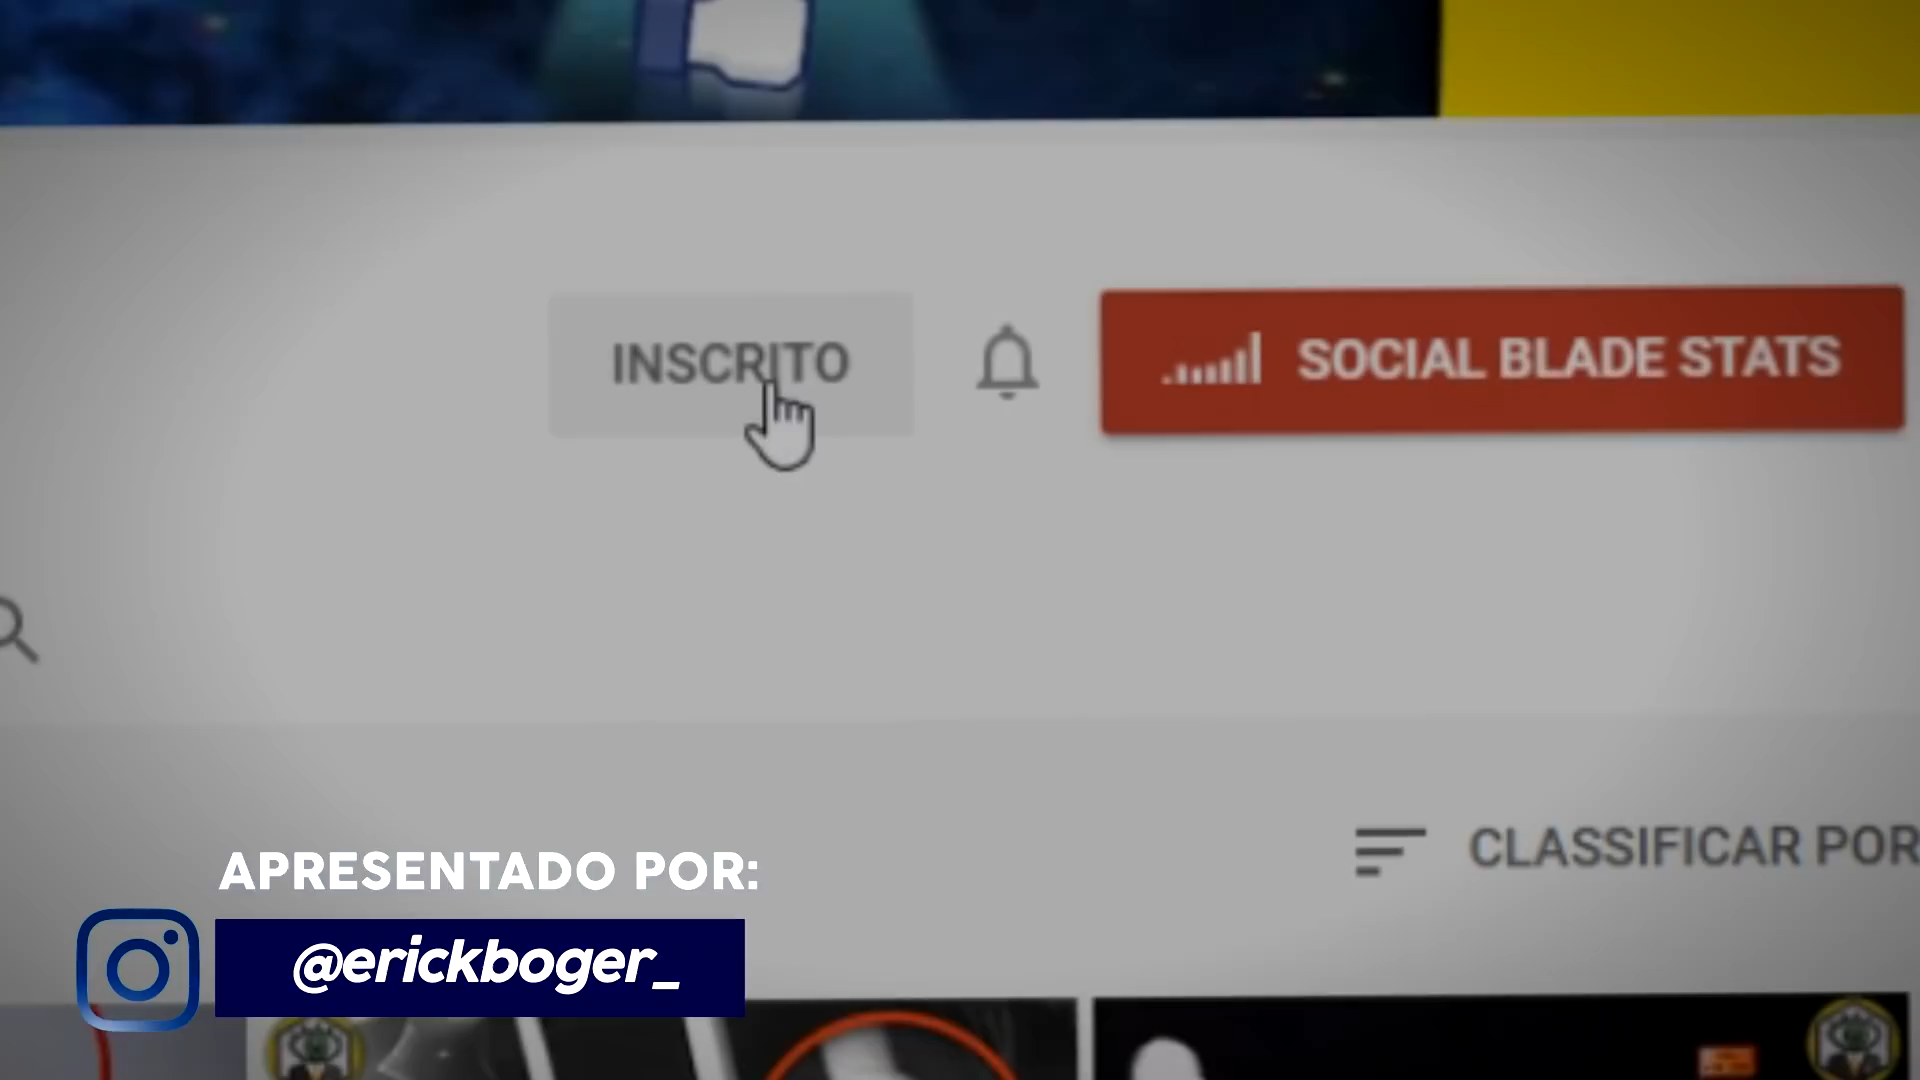 INSCRITO
SOCIAL BLADE STATS
CLASSIFICAR POR
APRESENTADO POR:
@erickboger_